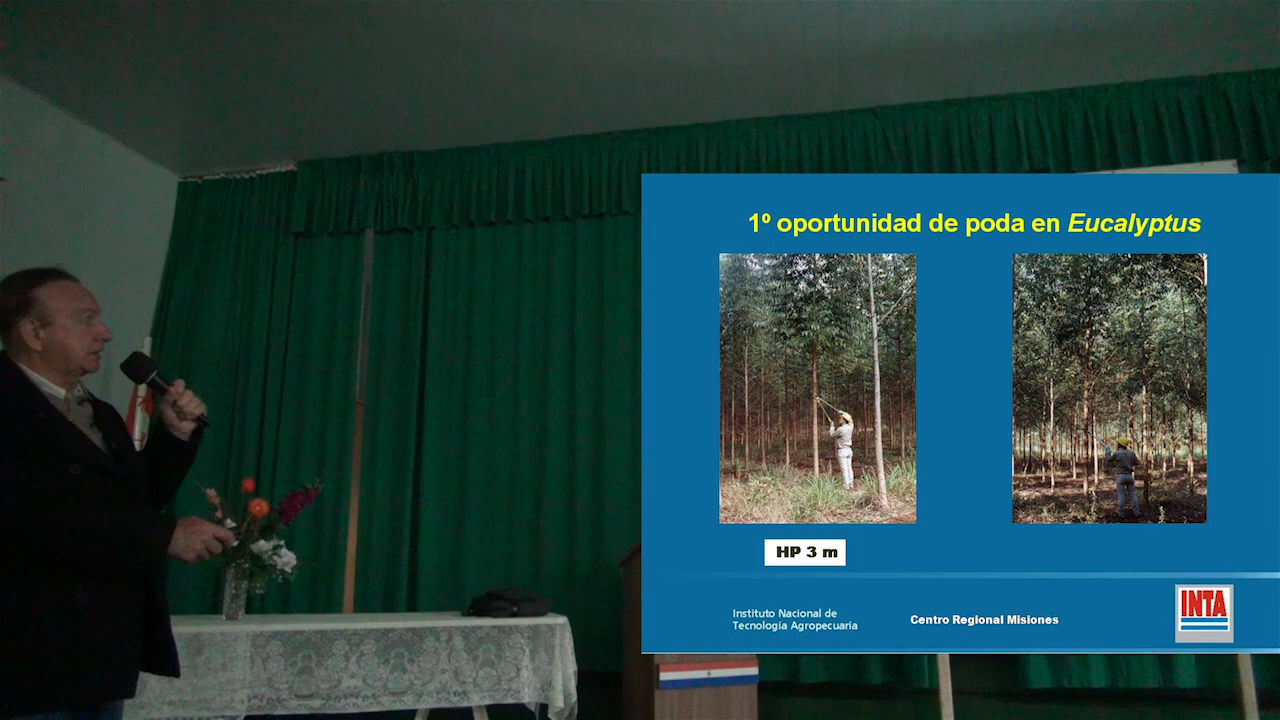 1º oportunidad de poda en Eucalyptus
HP 3 m
Instituto Nacional de
Tecnología Agropecuaria
Centro Regional Misiones
INTA